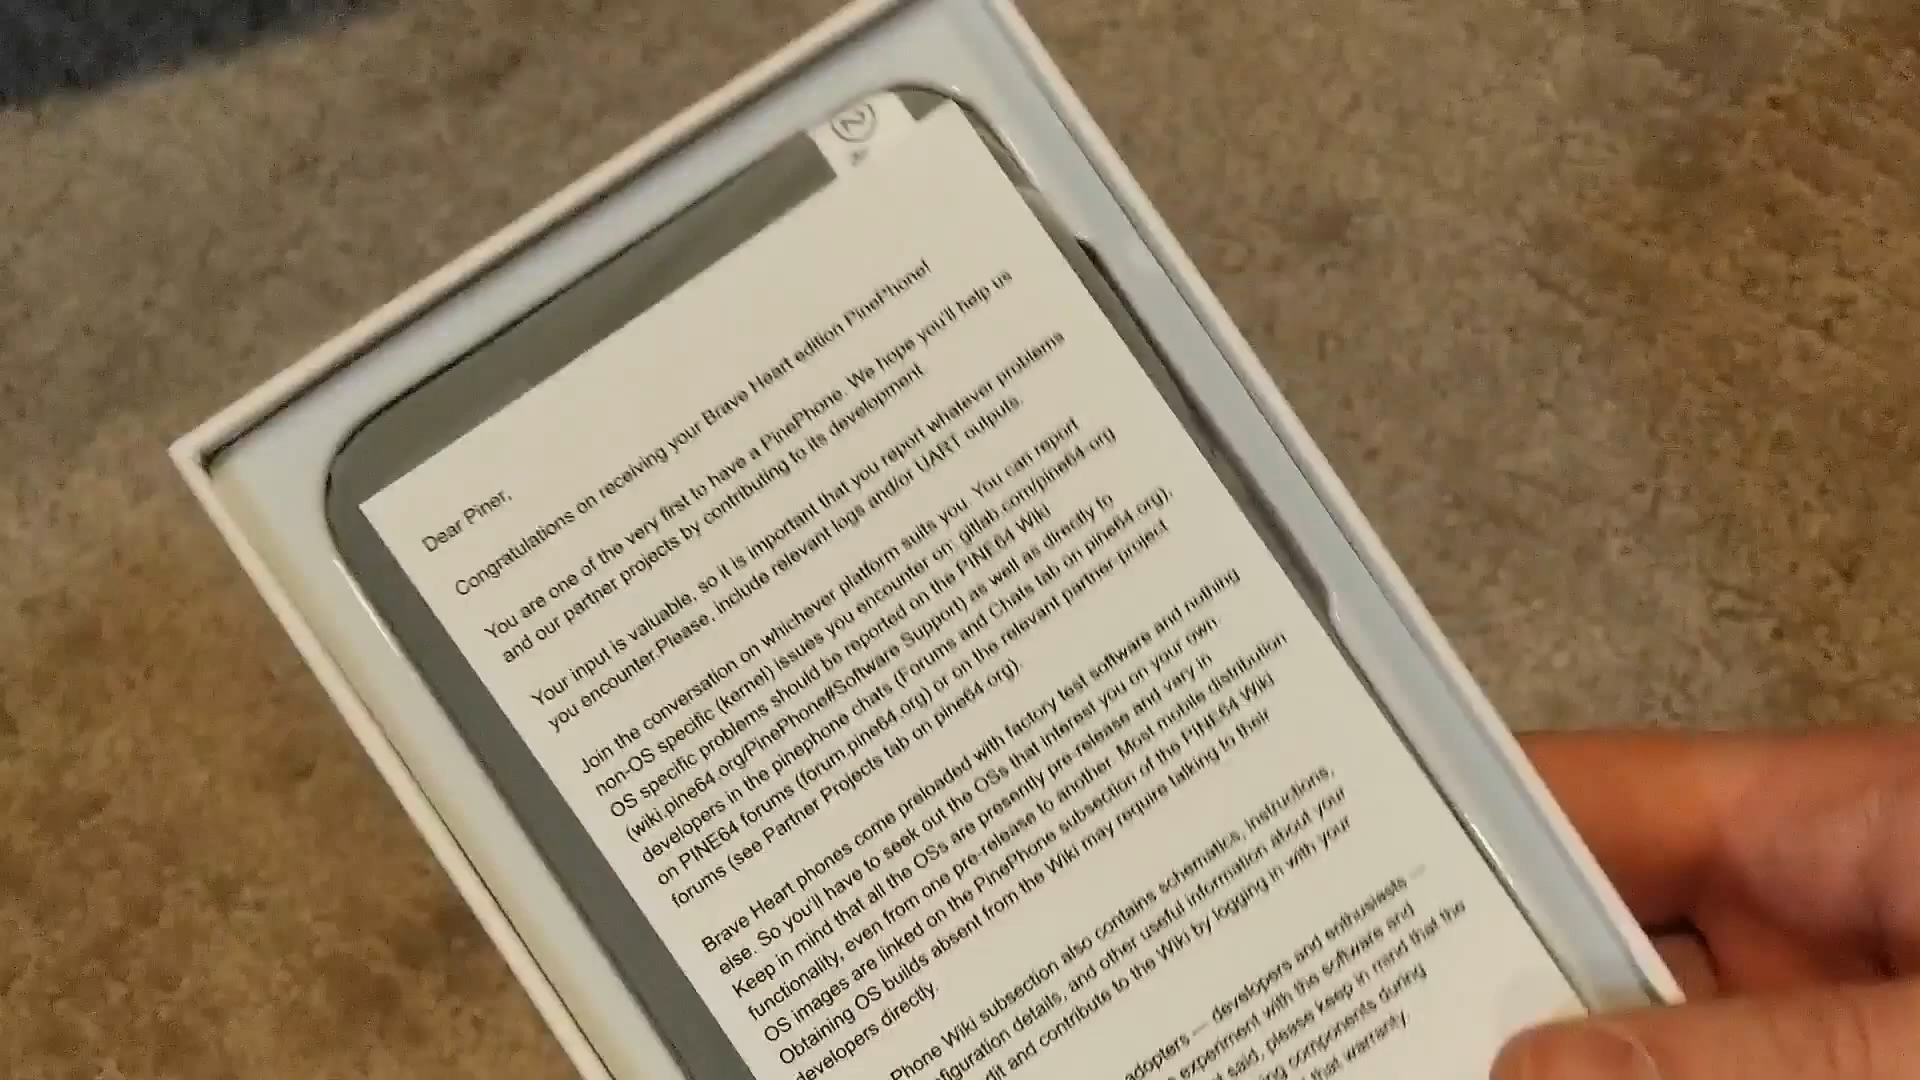 2
Dear Piner,
Congratulations on receiving your Brave Heart edition PinePhone!
You are one of the very first to have a PinePhone. We hope you'll help us
and our partner projects by contributing to its development.
Your input is valuable, so it is important that you report whatever problems
you encounter.Please, include relevant logs and/or UART outputs.
Join the conversation on whichever platform suits you. You can report
non-OS specific (kernel) issues you encounter on: gitlab.com/pine64-org
OS specific problems should be reported on the PINE64 Wiki
(wiki.pine64.org/PinePhone#Software Support) as well as directly to
developers in the pinephone chats (Forums and Chats tab on pine64.org),
on PINE64 forums (forum.pine64.org) or on the relevant partner-project
forums (see Partner Projects tab on pine64.org).
Brave Heart phones come preloaded with factory test software and nothing
else. So you'll have to seek out the OSs that interest you on your own.
Keep in mind that all the OSs are presently pre-release and vary in
functionality, even from one pre-release to another. Most mobile distribution
OS images are linked on the PinePhone subsection of the PINE64 Wiki
Obtaining OS builds absent from the Wiki may require talking to their
developers directly.
Phone Wiki subsection also contains schematics, instructions,
figuration details, and other useful information about your
dit and contribute to the Wiki by logging in with your
adopters — developers and enthusiasts —
experiment with the software and
said, please keep in mind that the
ing components during
that warranty.